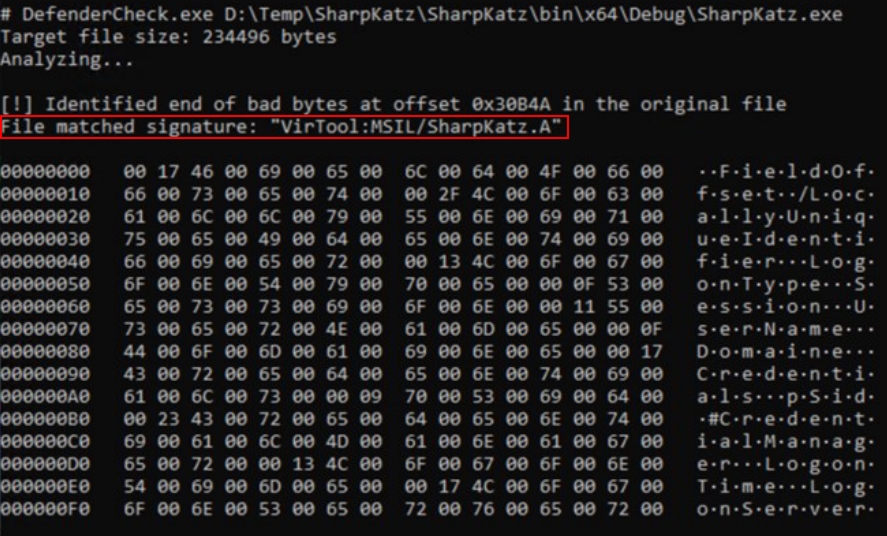 # DefenderCheck.exe D:\Temp\SharpKatz\SharpKatz\bin\x64\Debug\SharpKatz.exe
Target file size: 234496 bytes
Analyzing...
[!] Identified end of bad bytes at offset 0x30B4A in the original file
File matched signature: "VirTool:MSIL/SharpKatz.A"
00000000 00 17 46 00 69 00 65 00 6C 00 64 00 4F 00 66 00 ··F·i·e·l·d·O·f·
00000010 66 00 73 00 65 00 74 00 00 2F 4C 00 6F 00 63 00 f·s·e·t··/L·o·c·
00000020 61 00 6C 00 6C 00 79 00 55 00 6E 00 69 00 71 00 a·l·l·y·U·n·i·q·
00000030 75 00 65 00 49 00 64 00 65 00 6E 00 74 00 69 00 u·e·I·d·e·n·t·i·
00000040 66 00 69 00 65 00 72 00 00 13 4C 00 6F 00 67 00 f·i·e·r···L·o·g·
00000050 6F 00 6E 00 54 00 79 00 70 00 65 00 00 0F 53 00 o·n·T·y·p·e···S·
00000060 65 00 73 00 73 00 69 00 6F 00 6E 00 00 11 55 00 e·s·s·i·o·n···U·
00000070 73 00 65 00 72 00 4E 00 61 00 6D 00 65 00 00 0F s·e·r·N·a·m·e···
00000080 44 00 6F 00 6D 00 61 00 69 00 6E 00 65 00 00 17 D·o·m·a·i·n·e···
00000090 43 00 72 00 65 00 64 00 65 00 6E 00 74 00 69 00 C·r·e·d·e·n·t·i·
000000A0 61 00 6C 00 73 00 00 09 70 00 53 00 69 00 64 00 a·l·s···p·S·i·d·
000000B0 00 23 43 00 72 00 65 00 64 00 65 00 6E 00 74 00 ·#C·r·e·d·e·n·t·
000000C0 69 00 61 00 6C 00 4D 00 61 00 6E 00 61 00 67 00 i·a·l·M·a·n·a·g·
000000D0 65 00 72 00 00 13 4C 00 6F 00 67 00 6F 00 6E 00 e·r···L·o·g·o·n·
000000E0 54 00 69 00 6D 00 65 00 00 17 4C 00 6F 00 67 00 T·i·m·e···L·o·g·
000000F0 6F 00 6E 00 53 00 65 00 72 00 76 00 65 00 72 00 o·n·S·e·r·v·e·r·